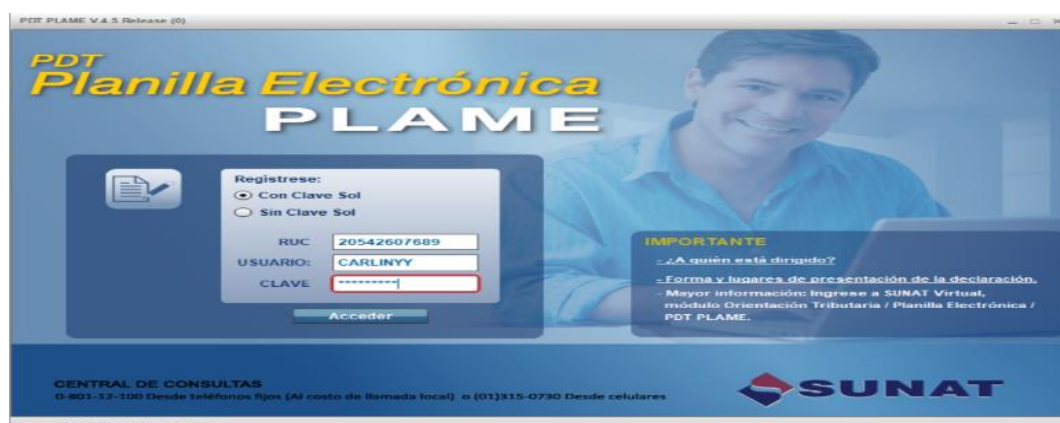 PDT PLAME V.4.5 Release (0)
PDT
Planilla Electrónica
PLAME
Regístrese:
Con Clave Sol
Sin Clave Sol
RUC 20542607689
USUARIO: CARLINYY
CLAVE *********
Acceder
IMPORTANTE
- ¿A quién está dirigido?
- Forma y lugares de presentación de la declaración.
- Mayor información: Ingrese a SUNAT Virtual,
módulo Orientación Tributaria / Planilla Electrónica /
PDT PLAME.
CENTRAL DE CONSULTAS
0-801-12-100 Desde teléfonos fijos (Al costo de llamada local) o (01)315-0730 Desde celulares
SUNAT